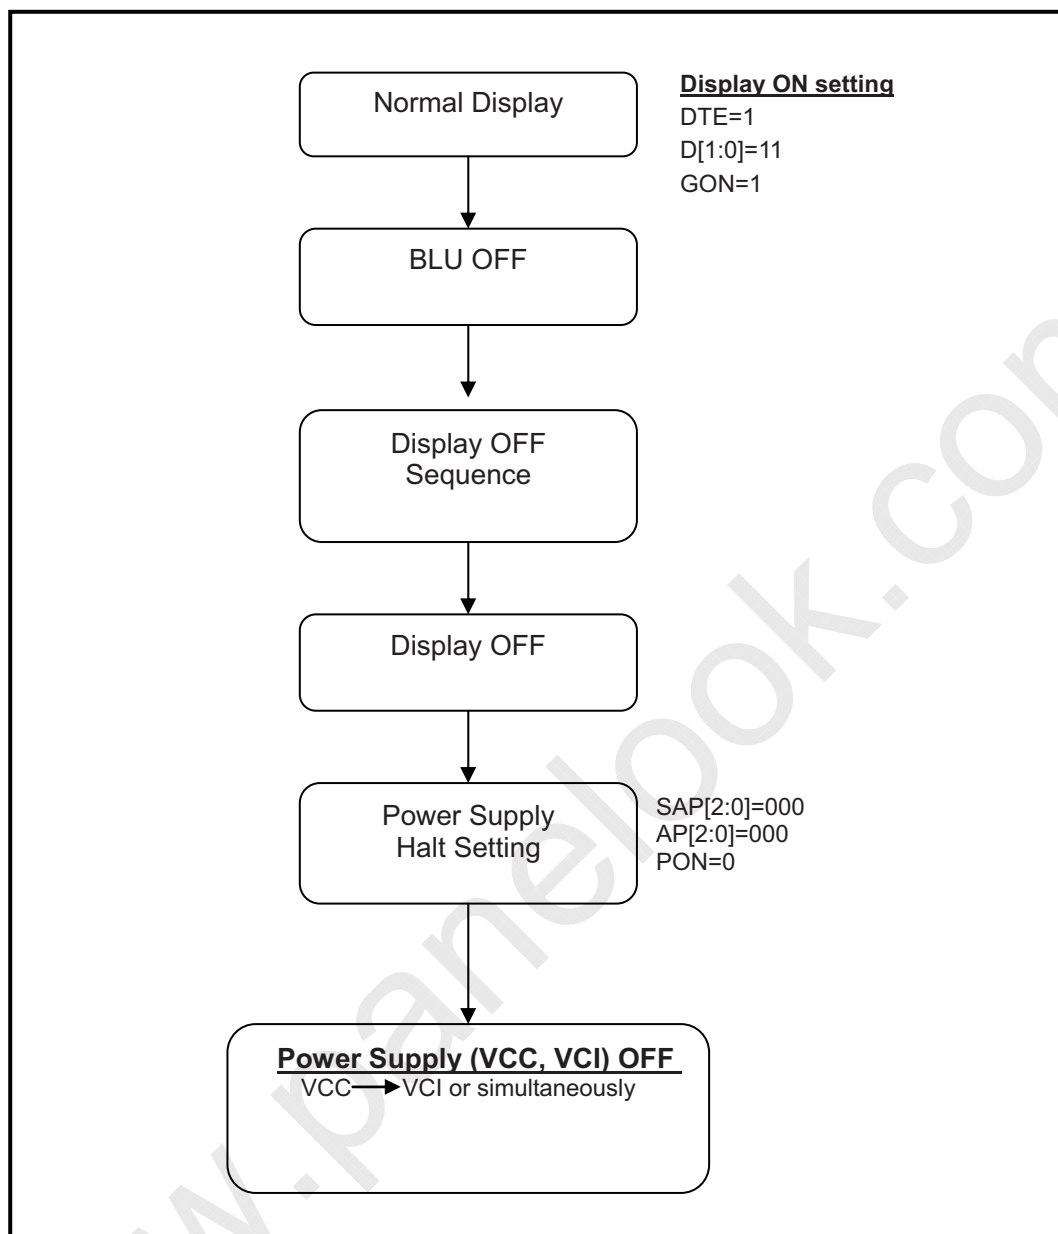 Normal Display
Display ON setting
DTE=1
D[1:0]=11
GON=1
BLU OFF
Display OFF
Sequence
Display OFF
Power Supply
Halt Setting
SAP[2:0]=000
AP[2:0]=000
PON=0
Power Supply (VCC, VCI) OFF
VCC→VCI or simultaneously
w.panelook.com